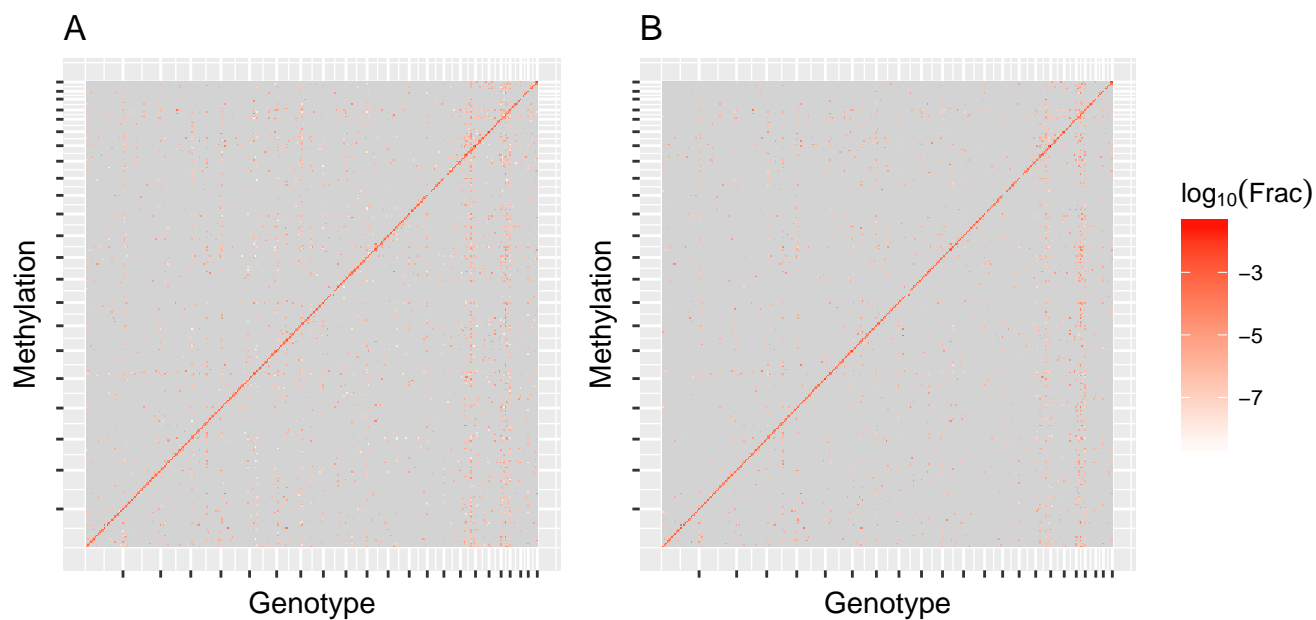 A
B
Methylation
Genotype
Methylation
Genotype
log₁₀(Frac)
−3
−5
−7